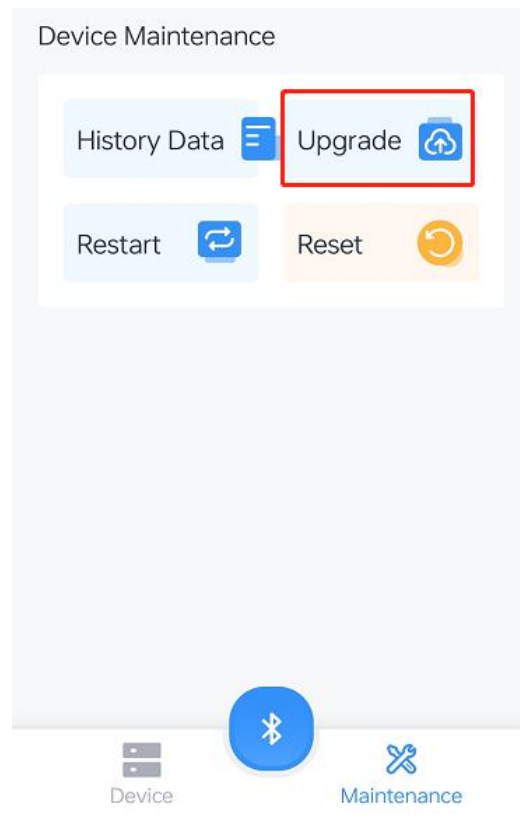 Device Maintenance
History Data
Upgrade
Restart
Reset
Device
Maintenance